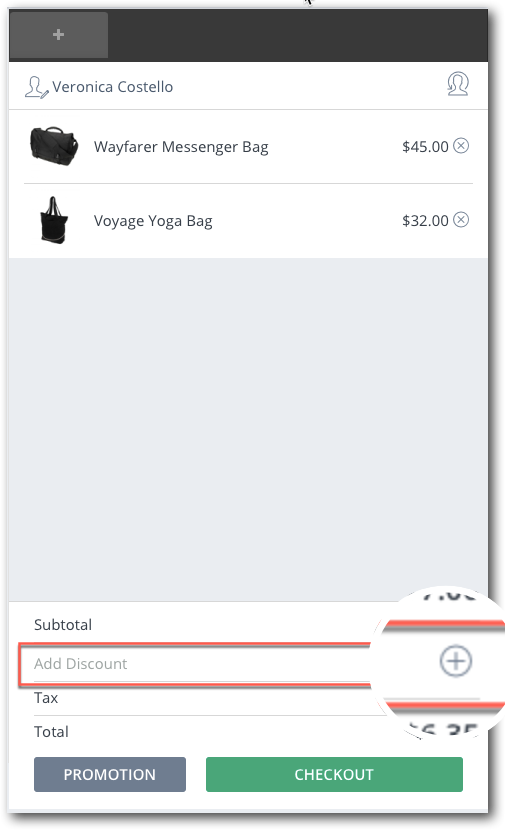 Veronica Costello
Wayfarer Messenger Bag $45.00
Voyage Yoga Bag $32.00
Subtotal
Add Discount
Tax
Total
PROMOTION CHECKOUT